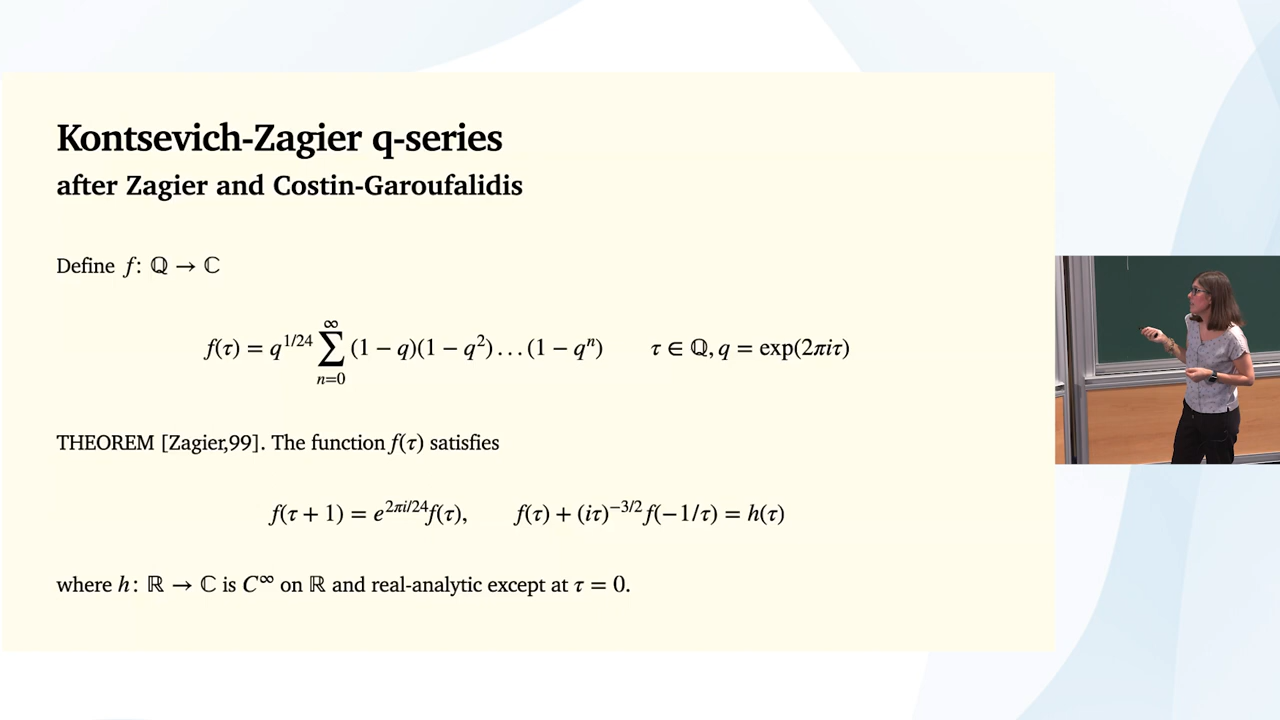 Kontsevich-Zagier q-series
after Zagier and Costin-Garoufalidis
Define f: ℚ → ℂ
f(τ) = q^{1/24} ∑_{n=0}^{∞} (1 − q)(1 − q²)…(1 − qⁿ)  τ ∈ ℚ, q = exp(2πiτ)
THEOREM [Zagier,99]. The function f(τ) satisfies
f(τ + 1) = e^{2πi/24} f(τ),  f(τ) + (iτ)^{−3/2} f(−1/τ) = h(τ)
where h: ℝ → ℂ is C^∞ on ℝ and real-analytic except at τ = 0.